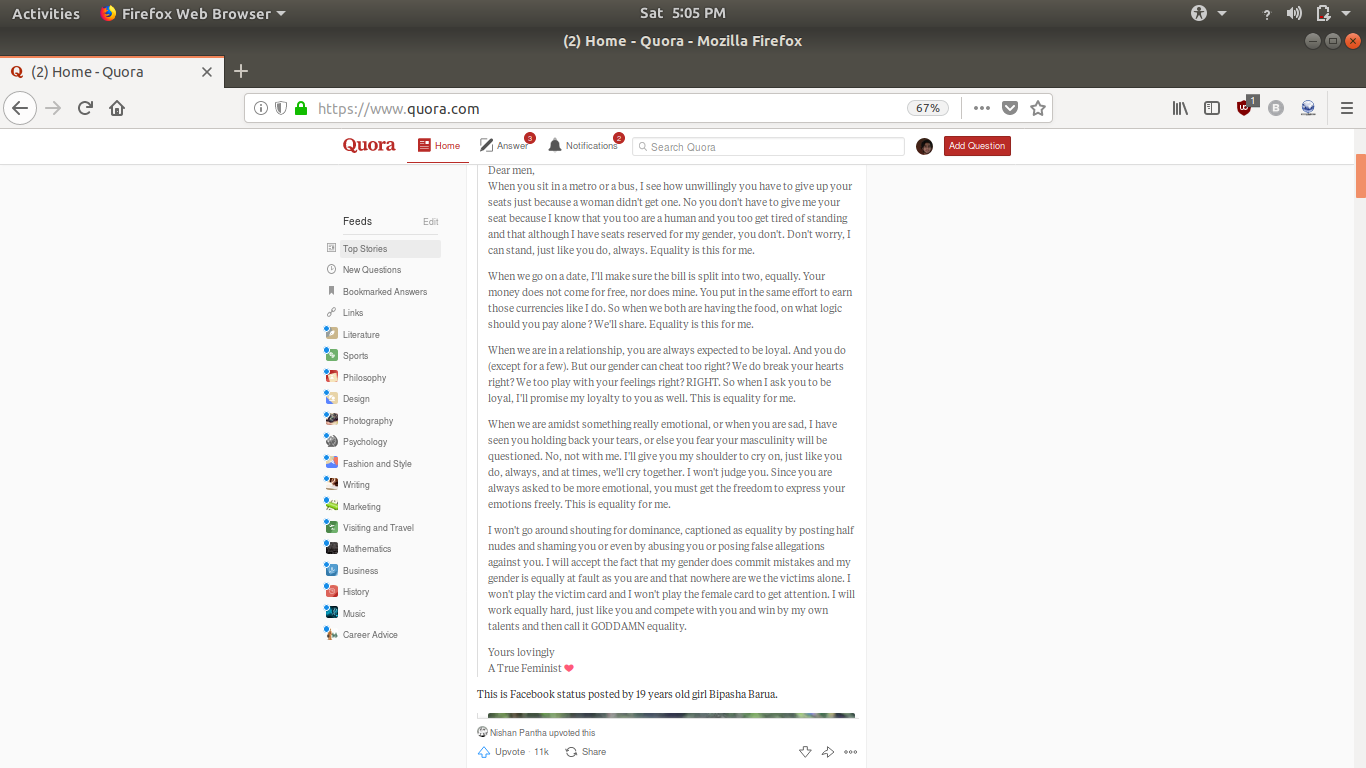 Activities Firefox Web Browser Sat 5:05 PM ?
(2) Home - Quora - Mozilla Firefox
Q (2) Home - Quora
https://www.quora.com 67% 1 B
Quora Home Answer 3 Notifications 2 Search Quora Add Question
Dear men,
When you sit in a metro or a bus, I see how unwillingly you have to give up your
seats just because a woman didn't get one. No you don't have to give me your
seat because I know that you too are a human and you too get tired of standing
and that although I have seats reserved for my gender, you don't. Don't worry, I
can stand, just like you do, always. Equality is this for me.
When we go on a date, I'll make sure the bill is split into two, equally. Your
money does not come for free, nor does mine. You put in the same effort to earn
those currencies like I do. So when we both are having the food, on what logic
should you pay alone ? We'll share. Equality is this for me.
When we are in a relationship, you are always expected to be loyal. And you do
(except for a few). But our gender can cheat too right? We do break your hearts
right? We too play with your feelings right? RIGHT. So when I ask you to be
loyal, I'll promise my loyalty to you as well. This is equality for me.
When we are amidst something really emotional, or when you are sad, I have
seen you holding back your tears, or else you fear your masculinity will be
questioned. No, not with me. I'll give you my shoulder to cry on, just like you
do, always, and at times, we'll cry together. I won't judge you. Since you are
always asked to be more emotional, you must get the freedom to express your
emotions freely. This is equality for me.
I won't go around shouting for dominance, captioned as equality by posting half
nudes and shaming you or even by abusing you or posing false allegations
against you. I will accept the fact that my gender does commit mistakes and my
gender is equally at fault as you are and that nowhere are we the victims alone. I
won't play the victim card and I won't play the female card to get attention. I will
work equally hard, just like you and compete with you and win by my own
talents and then call it GODDAMN equality.
Yours lovingly
A True Feminist ❤
This is Facebook status posted by 19 years old girl Bipasha Barua.
Nishan Pantha upvoted this
Upvote · 11k Share
Feeds Edit
Top Stories
New Questions
Bookmarked Answers
Links
Literature
Sports
Philosophy
Design
Photography
Psychology
Fashion and Style
Writing
Marketing
Visiting and Travel
Mathematics
Business
History
Music
Career Advice